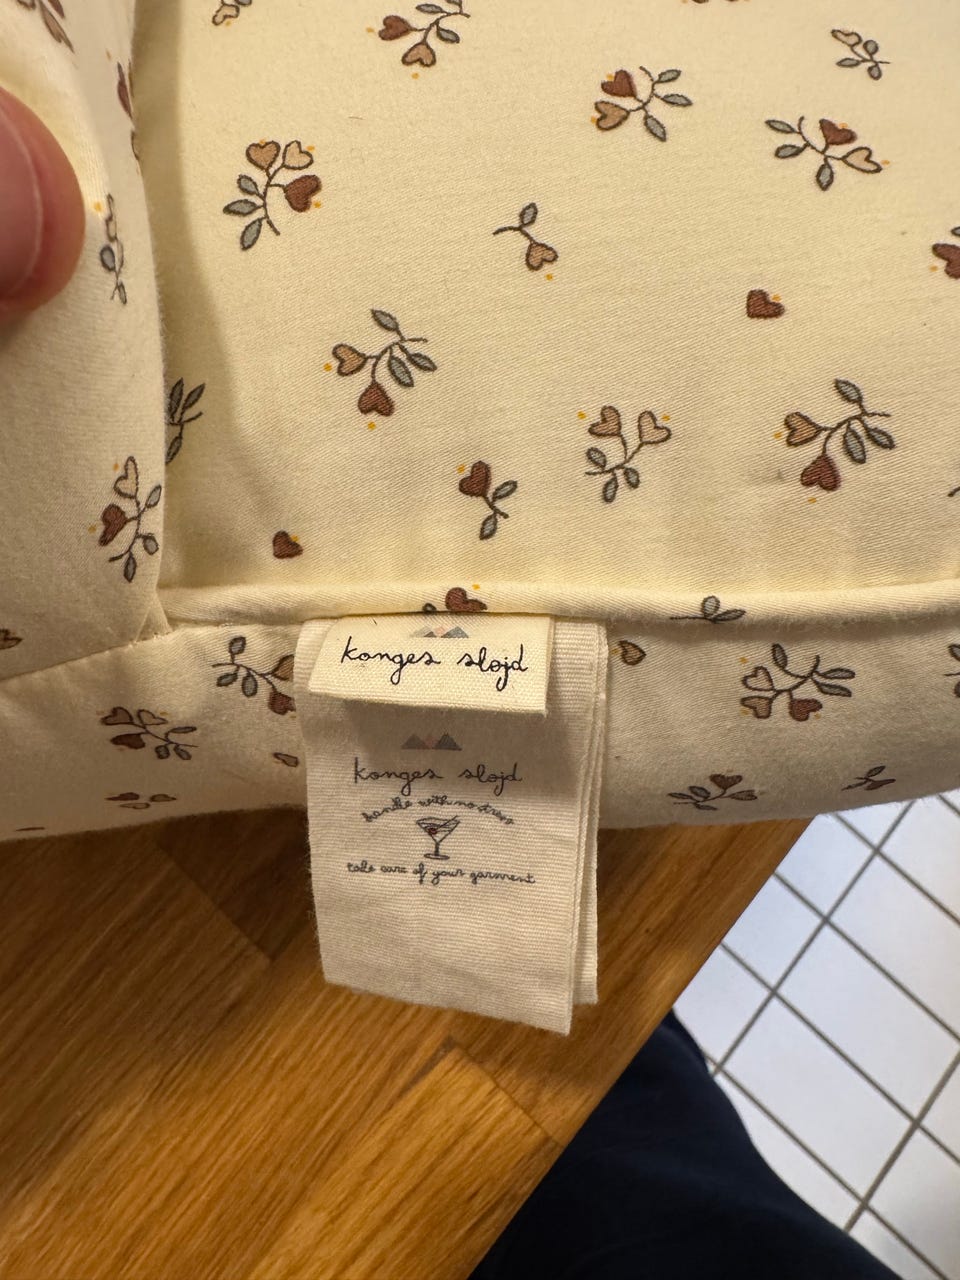 konges sløjd
konges sløjd
handle with no stress
take care of your garment